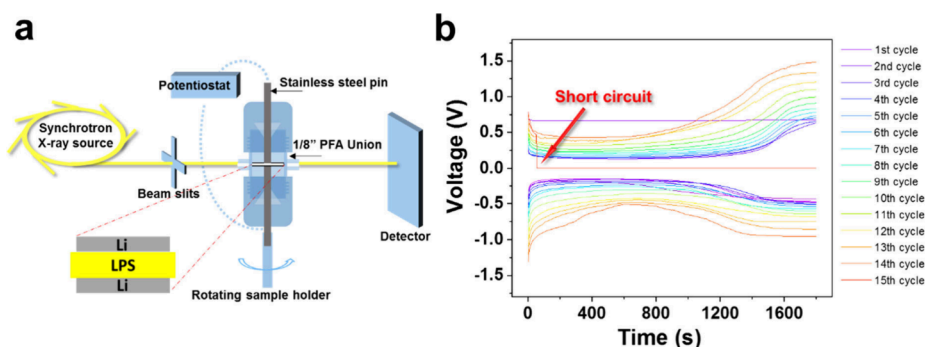 a
Potentiostat
Stainless steel pin
Synchrotron
X-ray source
1/8” PFA Union
Beam slits
Detector
Li
LPS
Li
Rotating sample holder
b
Voltage (V)
1.5
1.0
0.5
0.0
-0.5
-1.0
-1.5
Short circuit
0
400
800
1200
1600
Time (s)
1st cycle
2nd cycle
3rd cycle
4th cycle
5th cycle
6th cycle
7th cycle
8th cycle
9th cycle
10th cycle
11th cycle
12th cycle
13th cycle
14th cycle
15th cycle